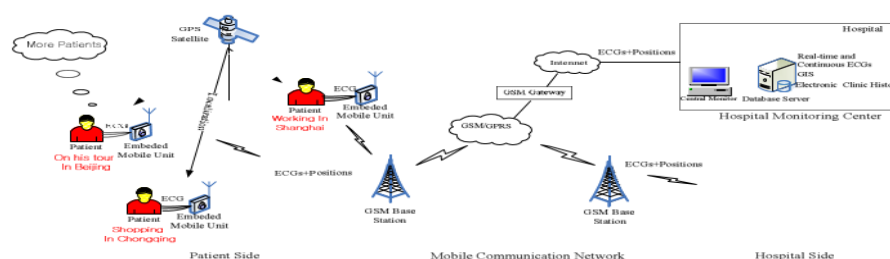 More Patients
GPS
Satellite
Location
ECG
Patient
Embeded
Mobile Unit
On his tour
In Beijing
ECG
Patient
Embeded
Mobile Unit
Working In
Shanghai
ECG
Patient
Embeded
Mobile Unit
Shopping
In Chongqing
Patient Side
ECGs+Positions
GSM Base
Station
GSM/GPRS
GSM Gateway
Internet
ECGs+Positions
ECGs+Positions
GSM Base
Station
Mobile Communication Network
Hospital
Real-time and
Continuous ECGs
GIS
Electronic Clinic Histo
Central Monitor
Database Server
Hospital Monitoring Center
Hospital Side